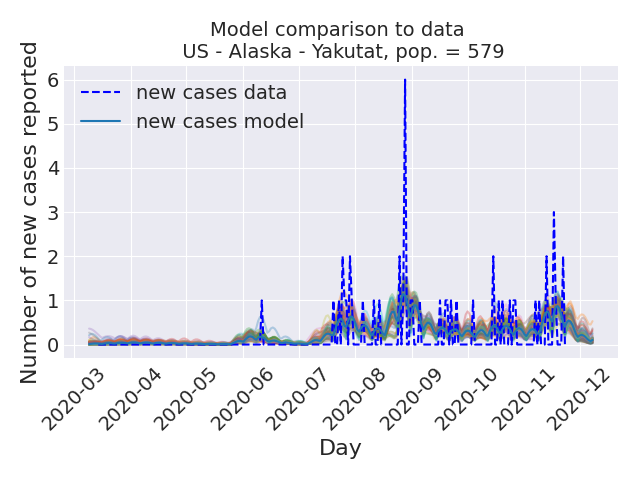 Model comparison to data
US - Alaska - Yakutat, pop. = 579
Number of new cases reported
6
5
4
3
2
1
0
new cases data
new cases model
2020-03
2020-04
2020-05
2020-06
2020-07
2020-08
2020-09
2020-10
2020-11
2020-12
Day